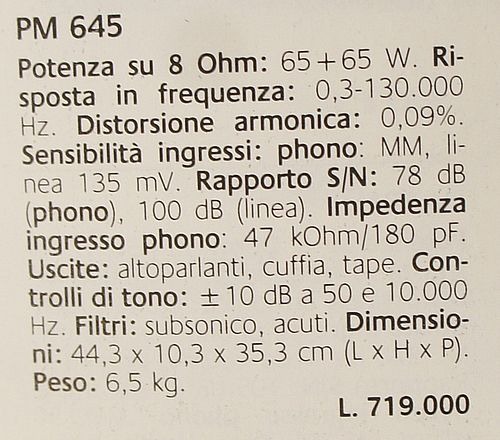 PM 645
Potenza su 8 Ohm: 65+65 W. Ri-
sposta in frequenza: 0,3-130.000
Hz. Distorsione armonica: 0,09%.
Sensibilità ingressi: phono: MM, li-
nea 135 mV. Rapporto S/N: 78 dB
(phono), 100 dB (linea). Impedenza
ingresso phono: 47 kOhm/180 pF.
Uscite: altoparlanti, cuffia, tape. Con-
trolli di tono: ±10 dB a 50 e 10.000
Hz. Filtri: subsonico, acuti. Dimensio-
ni: 44,3 x 10,3 x 35,3 cm (L x H x P).
Peso: 6,5 kg.
L. 719.000